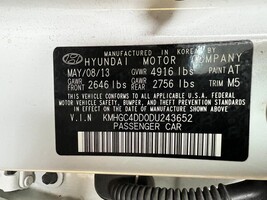 MANUFACTURED IN KOREA BY
HYUNDAI MOTOR COMPANY
MAY/08/13 GVWR 4916 lbs PAINT
GAWR FRONT 2646 lbs GAWR REAR 2756 lbs TRIM M5
THIS VEHICLE CONFORMS TO ALL APPLICABLE
U.S. FEDERAL MOTOR VEHICLE SAFETY, BUMPER,
AND THEFT PREVENTION STANDARDS IN EFFECT
ON THE DATE OF MANUFACTURE SHOWN ABOVE.
V.I.N KMHGC4DD0DU243652
PASSENGER CAR